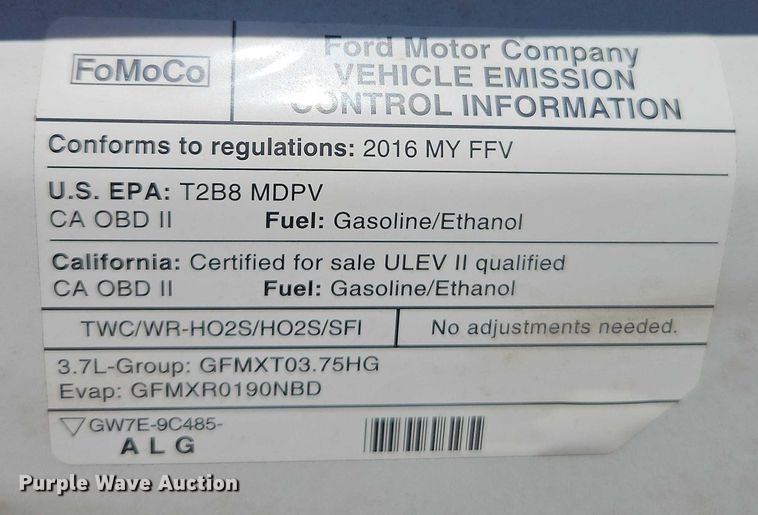 FoMoCo
Ford Motor Company
VEHICLE EMISSION
CONTROL INFORMATION
Conforms to regulations: 2016 MY FFV
U.S. EPA: T2B8 MDPV
CA OBD II Fuel: Gasoline/Ethanol
California: Certified for sale ULEV II qualified
CA OBD II Fuel: Gasoline/Ethanol
TWC/WR-HO2S/HO2S/SFI No adjustments needed.
3.7L-Group: GFMXT03.75HG
Evap: GFMXR0190NBD
▽GW7E-9C485-
ALG
Purple Wave Auction